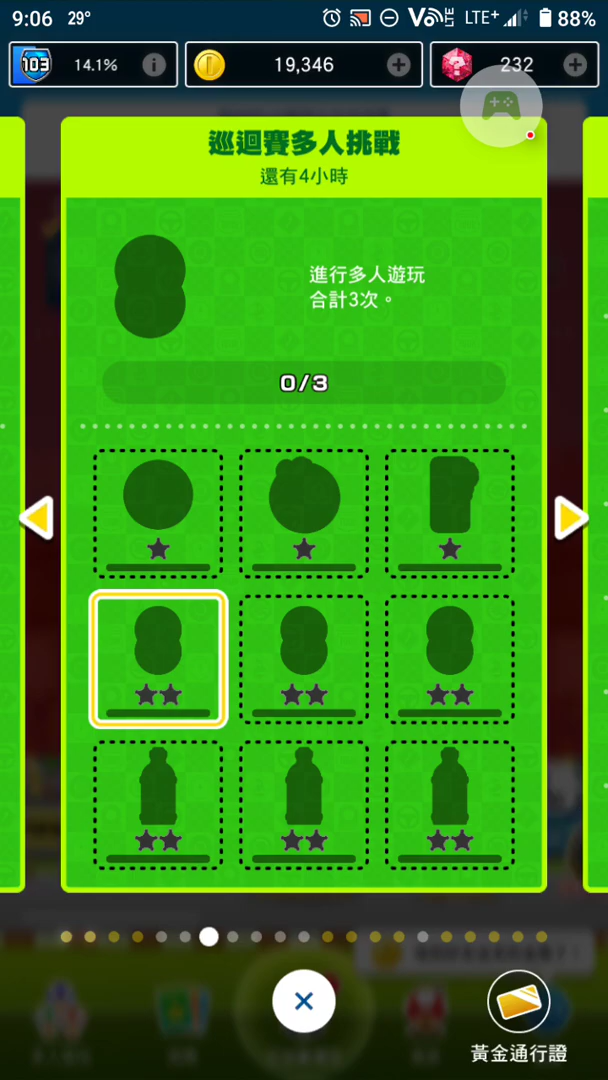 9:06 29° LTE+ 88%
103 14.1% 19,346 232
巡迴賽多人挑戰
還有4小時
進行多人遊玩
合計3次。
0/3
黃金通行證